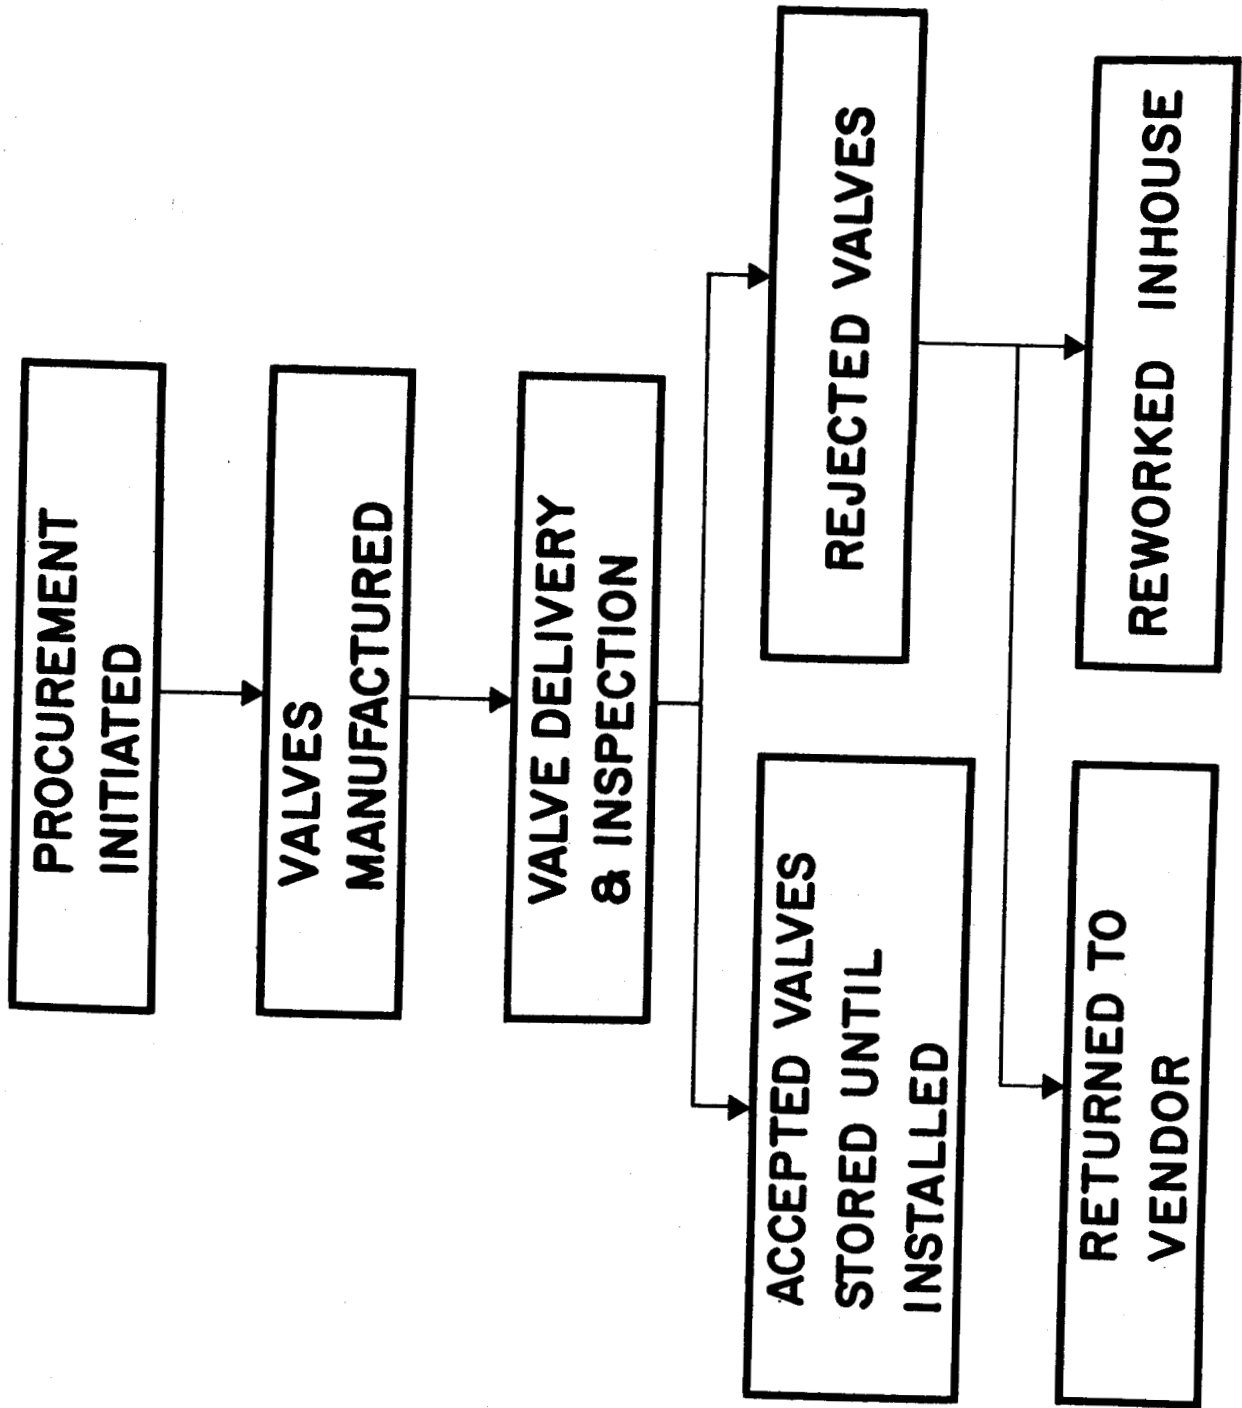 PROCUREMENT
INITIATED
VALVES
MANUFACTURED
VALVE DELIVERY
& INSPECTION
ACCEPTED VALVES
STORED UNTIL
INSTALLED
REJECTED VALVES
RETURNED TO
VENDOR
REWORKED INHOUSE